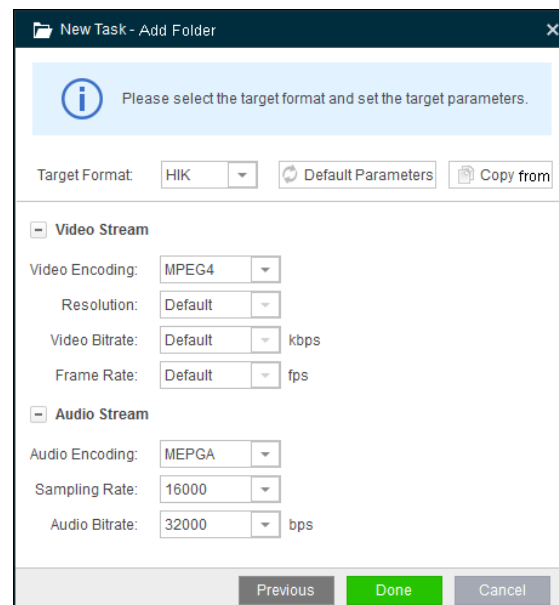 New Task - Add Folder
Please select the target format and set the target parameters.
Target Format: HIK Default Parameters Copy from
Video Stream
Video Encoding: MPEG4
Resolution: Default
Video Bitrate: Default kbps
Frame Rate: Default fps
Audio Stream
Audio Encoding: MEPGA
Sampling Rate: 16000
Audio Bitrate: 32000 bps
Previous Done Cancel